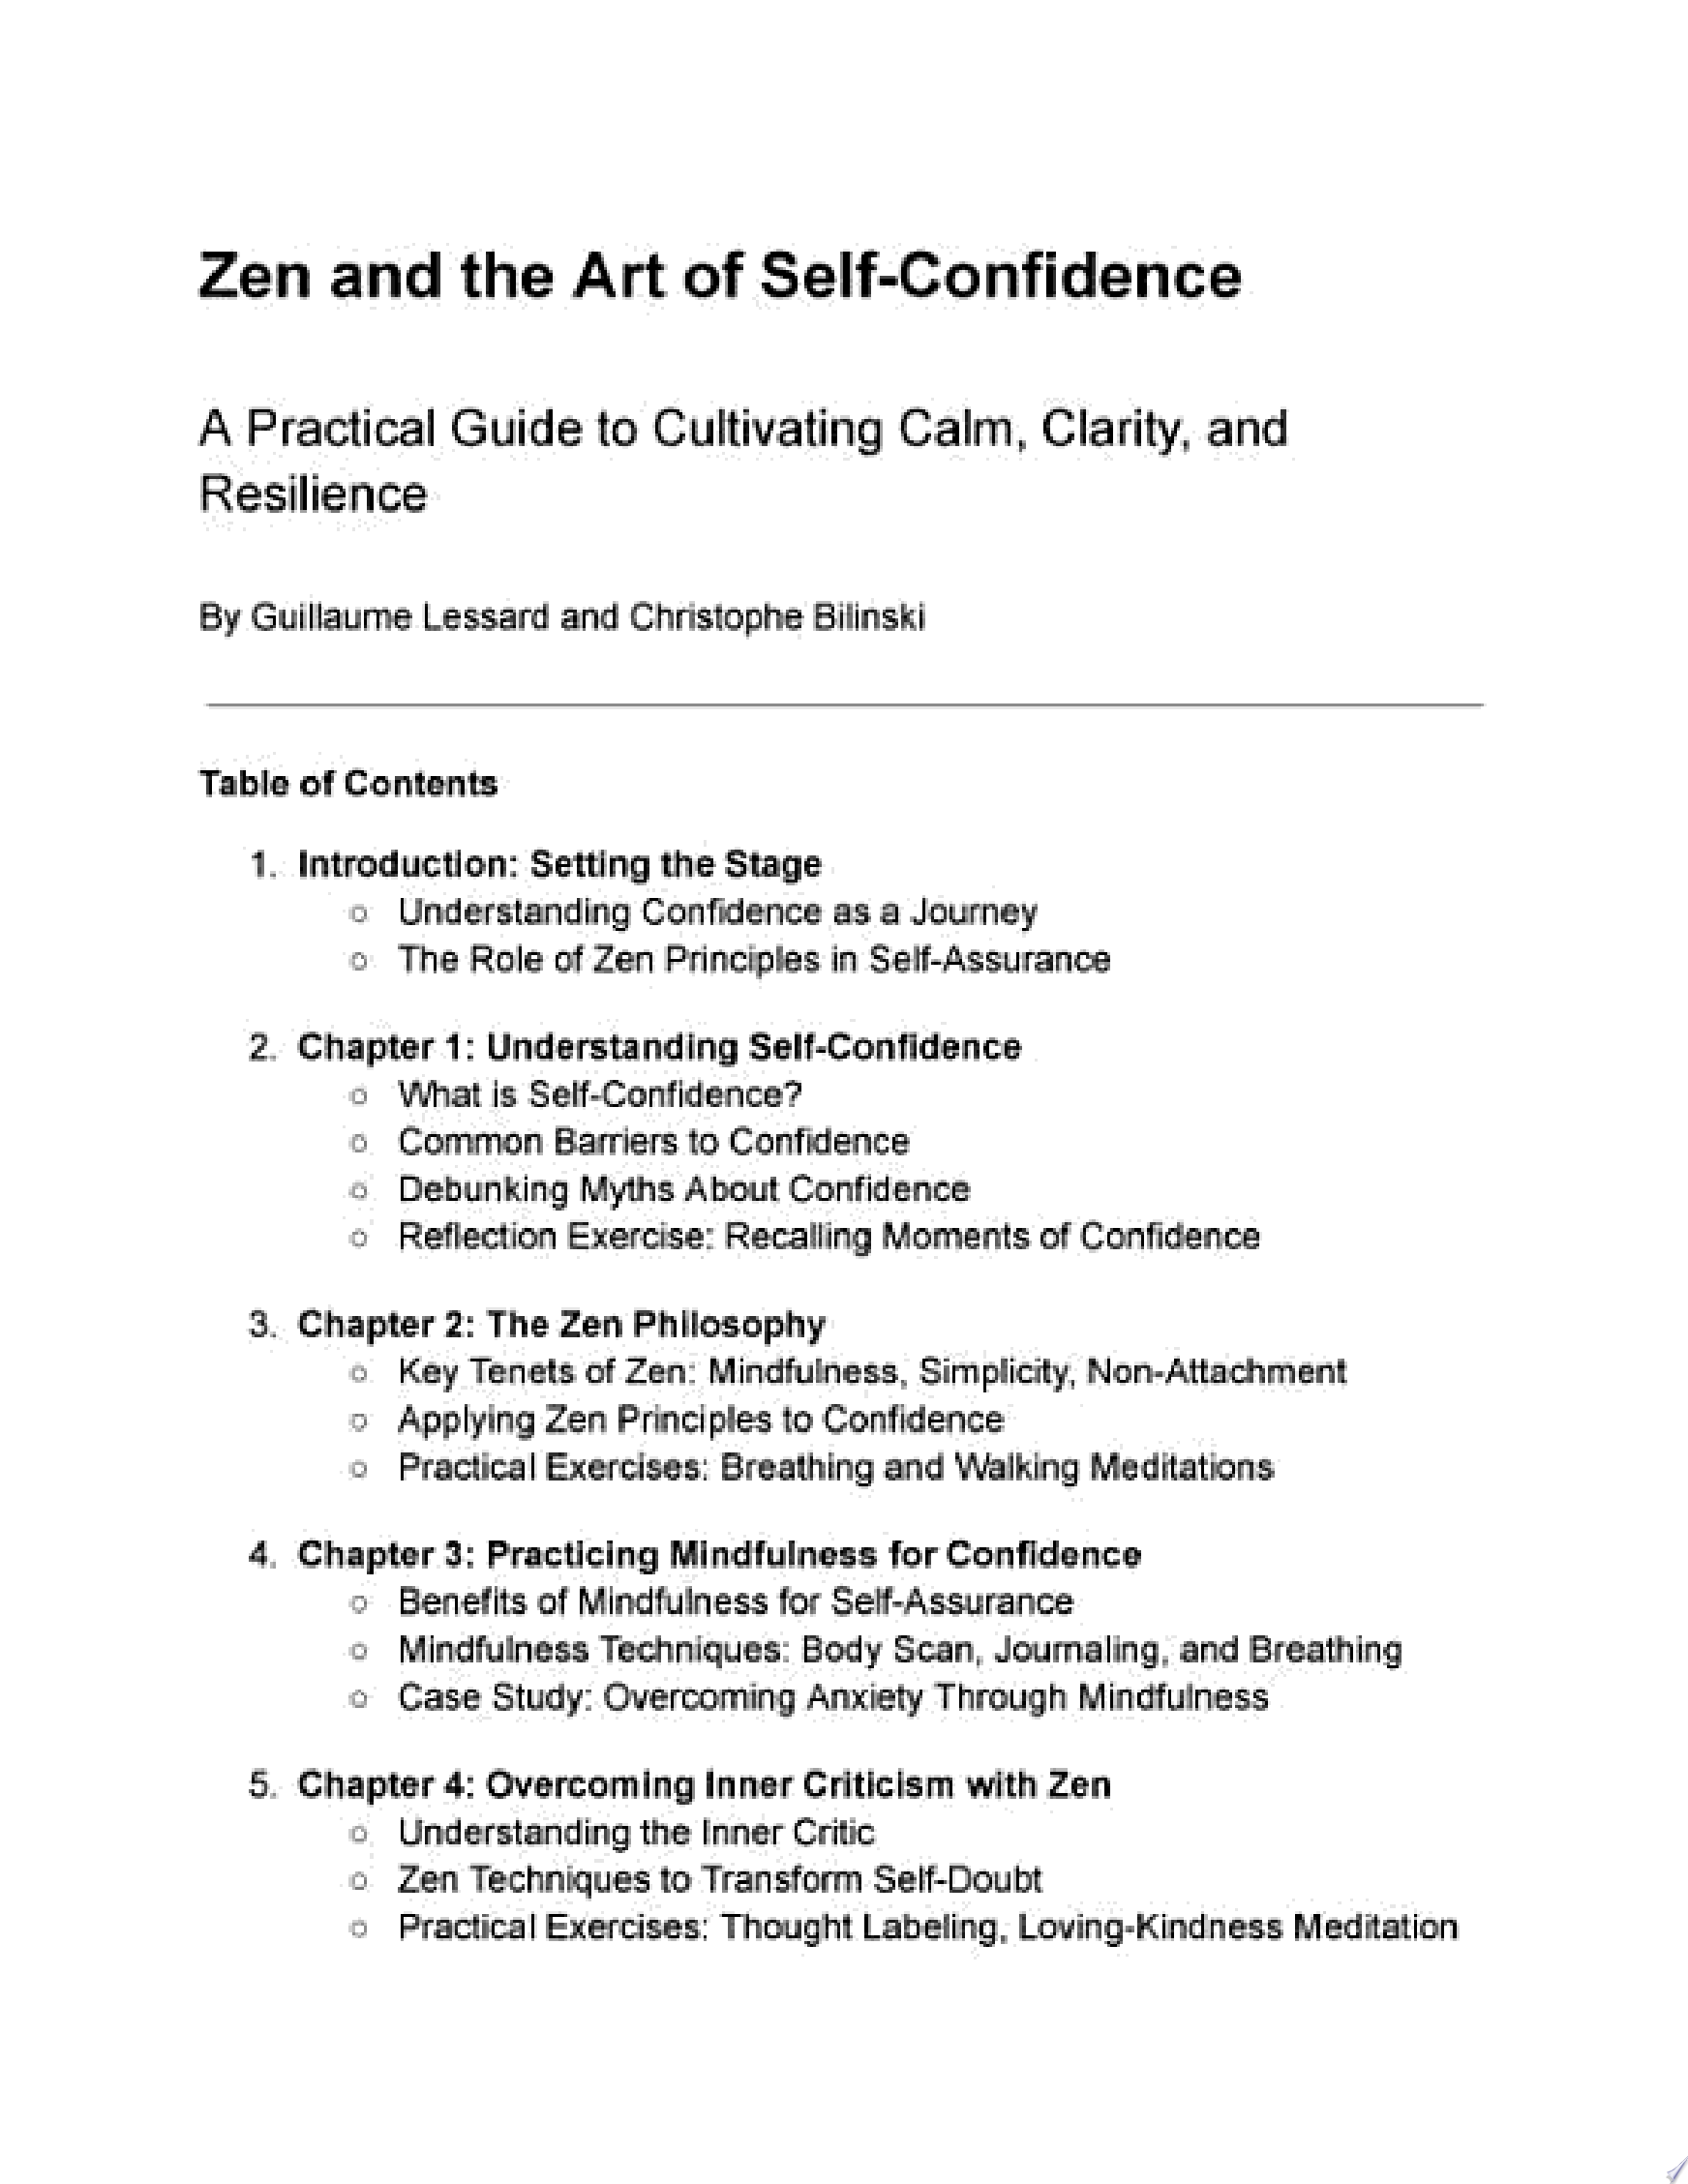 Zen and the Art of Self-Confidence
A Practical Guide to Cultivating Calm, Clarity, and
Resilience
By Guillaume Lessard and Christophe Bilinski
Table of Contents
1. Introduction: Setting the Stage
○ Understanding Confidence as a Journey
○ The Role of Zen Principles in Self-Assurance
2. Chapter 1: Understanding Self-Confidence
○ What is Self-Confidence?
○ Common Barriers to Confidence
○ Debunking Myths About Confidence
○ Reflection Exercise: Recalling Moments of Confidence
3. Chapter 2: The Zen Philosophy
○ Key Tenets of Zen: Mindfulness, Simplicity, Non-Attachment
○ Applying Zen Principles to Confidence
○ Practical Exercises: Breathing and Walking Meditations
4. Chapter 3: Practicing Mindfulness for Confidence
○ Benefits of Mindfulness for Self-Assurance
○ Mindfulness Techniques: Body Scan, Journaling, and Breathing
○ Case Study: Overcoming Anxiety Through Mindfulness
5. Chapter 4: Overcoming Inner Criticism with Zen
○ Understanding the Inner Critic
○ Zen Techniques to Transform Self-Doubt
○ Practical Exercises: Thought Labeling, Loving-Kindness Meditation